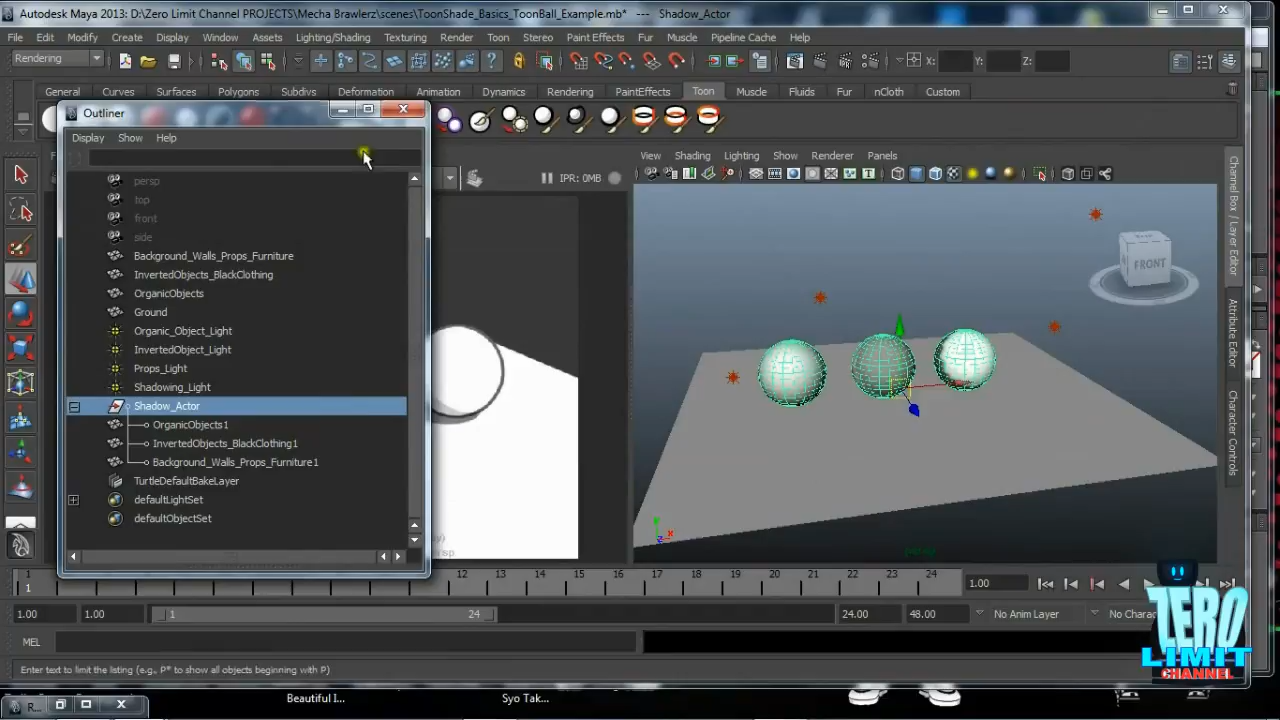 Autodesk Maya 2013: D:\Zero Limit Channel PROJECTS\Mecha Brawlerz\scenes\ToonShade_Basics_ToonBall_Example.mb* --- Shadow_Actor
File Edit Modify Create Display Window Assets Lighting/Shading Texturing Render Toon Stereo Paint Effects Fur Muscle Pipeline Cache Help
Rendering X: Y: Z:
General Curves Surfaces Polygons Subdivs Deformation Animation Dynamics Rendering PaintEffects Toon Muscle Fluids Fur nCloth Custom
Outliner
Display Show Help
View Shading Lighting Show Renderer Panels
IPR: 0MB
persp
top
front
side
Background_Walls_Props_Furniture
InvertedObjects_BlackClothing
OrganicObjects
Ground
Organic_Object_Light
InvertedObject_Light
Props_Light
Shadowing_Light
Shadow_Actor
OrganicObjects1
InvertedObjects_BlackClothing1
Background_Walls_Props_Furniture1
TurtleDefaultBakeLayer
defaultLightSet
defaultObjectSet
FRONT
Channel Box / Layer Editor
Attribute Editor
Character Controls
1 12 13 14 15 16 17 18 19 20 21 22 23 24
1
1.00
1.00 1.00 1 24 24.00 48.00 No Anim Layer No Charac
MEL
Enter text to limit the listing (e.g., P* to show all objects beginning with P)
ZERO
LIMIT
CHANNEL
R... Beautiful I... Syo Tak...